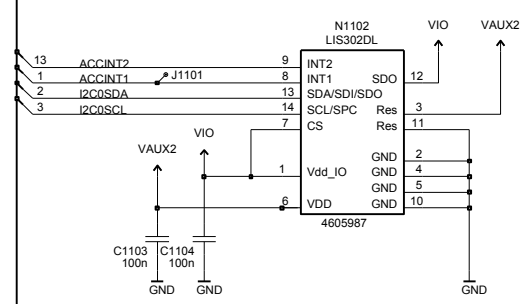 N1102 VIO VAUX2
LIS302DL
13 ACCINT2 9 INT2
1 ACCINT1 J1101 8 INT1 SDO 12
2 I2C0SDA 13 SDA/SDI/SDO
3 I2C0SCL 14 SCL/SPC Res 3
7 CS Res 11
VIO
VAUX2 GND 2
1 Vdd_IO GND 4
GND 5
6 VDD GND 10
4605987
C1103 C1104
100n 100n
GND GND GND